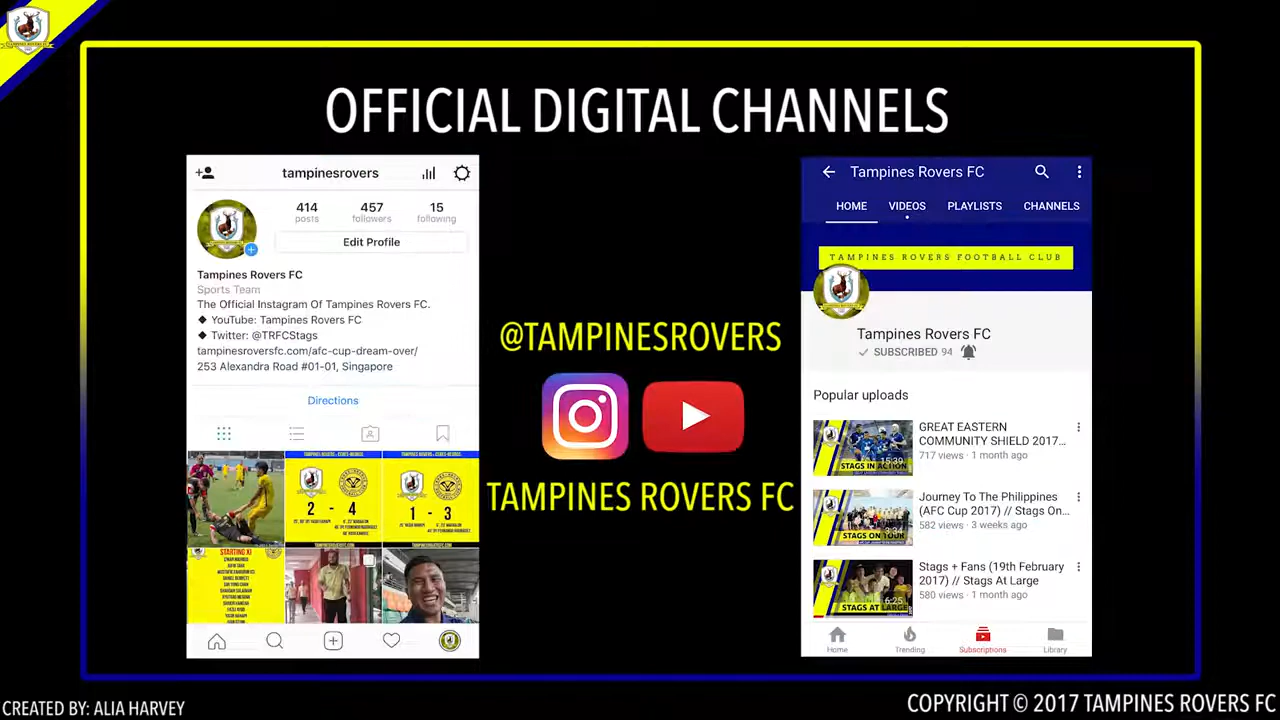 OFFICIAL DIGITAL CHANNELS
tampinesrovers
414 457 15
posts followers following
Edit Profile
Tampines Rovers FC
Sports Team
The Official Instagram Of Tampines Rovers FC.
◆ YouTube: Tampines Rovers FC
◆ Twitter: @TRFCStags
tampinesroversfc.com/afc-cup-dream-over/
253 Alexandra Road #01-01, Singapore
Directions
2 - 4
1 - 3
STARTING XI
@TAMPINESROVERS
TAMPINES ROVERS FC
Tampines Rovers FC
HOME VIDEOS PLAYLISTS CHANNELS
TAMPINES ROVERS FOOTBALL CLUB
Tampines Rovers FC
SUBSCRIBED 94
Popular uploads
GREAT EASTERN
COMMUNITY SHIELD 2017...
717 views · 1 month ago
15:39
STAGS IN ACTION
Journey To The Philippines
(AFC Cup 2017) // Stags On...
582 views · 3 weeks ago
STAGS ON TOUR
Stags + Fans (19th February
2017) // Stags At Large
580 views · 1 month ago
6:25
STAGS AT LARGE
Home Trending Subscriptions Library
CREATED BY: ALIA HARVEY
COPYRIGHT © 2017 TAMPINES ROVERS FC